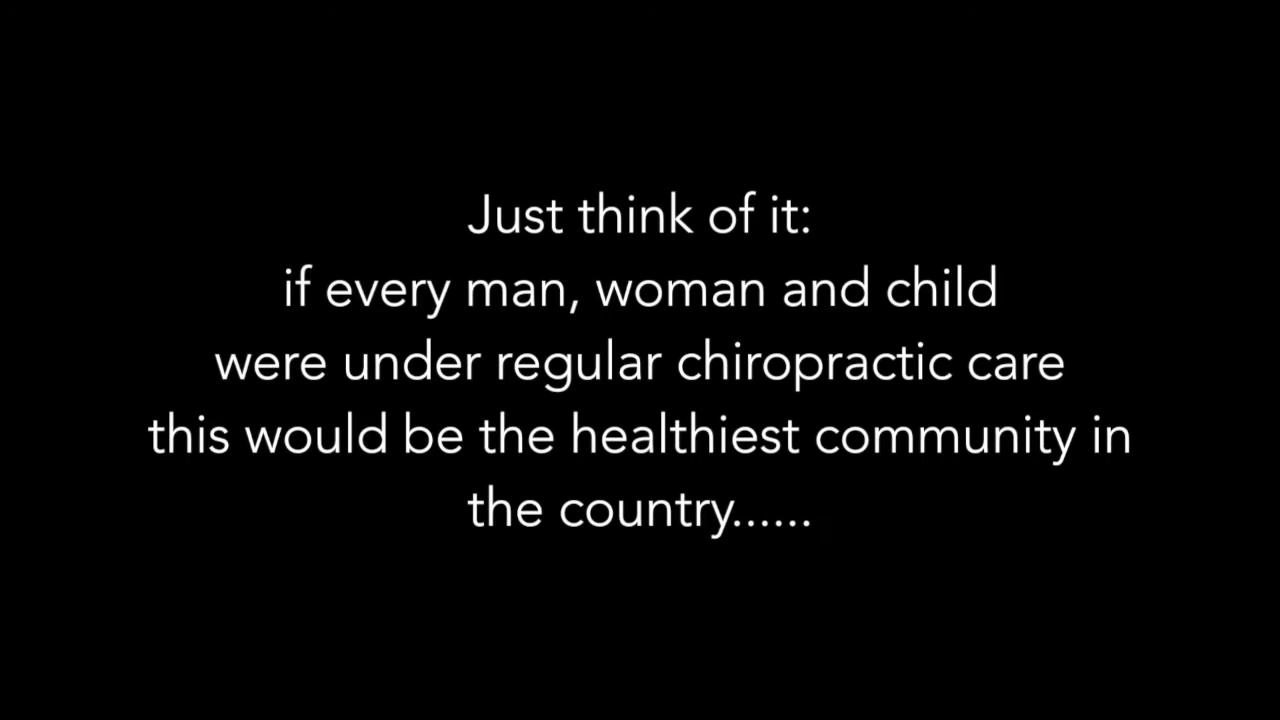 Just think of it:
if every man, woman and child
were under regular chiropractic care
this would be the healthiest community in
the country......